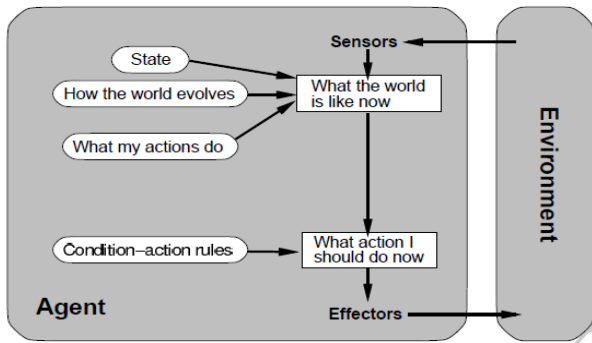 Sensors
State
What the world
is like now
How the world evolves
What my actions do
Environment
Condition–action rules
What action I
should do now
Agent
Effectors